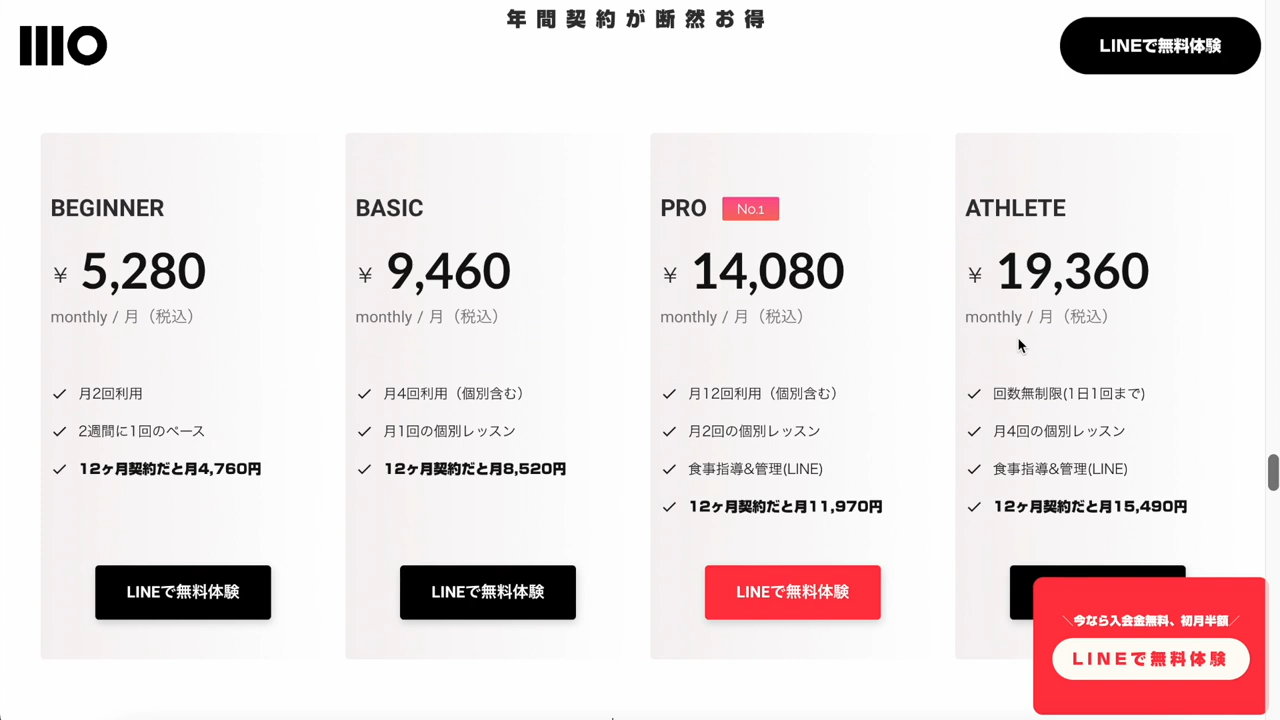 年間契約が断然お得
LINEで無料体験
BEGINNER
¥ 5,280
monthly / 月（税込）
月2回利用
2週間に1回のペース
12ヶ月契約だと月4,760円
LINEで無料体験
BASIC
¥ 9,460
monthly / 月（税込）
月4回利用（個別含む）
月1回の個別レッスン
12ヶ月契約だと月8,520円
LINEで無料体験
PRO No.1
¥ 14,080
monthly / 月（税込）
月12回利用（個別含む）
月2回の個別レッスン
食事指導&管理(LINE)
12ヶ月契約だと月11,970円
LINEで無料体験
ATHLETE
¥ 19,360
monthly / 月（税込）
回数無制限(1日1回まで)
月4回の個別レッスン
食事指導&管理(LINE)
12ヶ月契約だと月15,490円
＼今なら入会金無料、初月半額／
LINEで無料体験